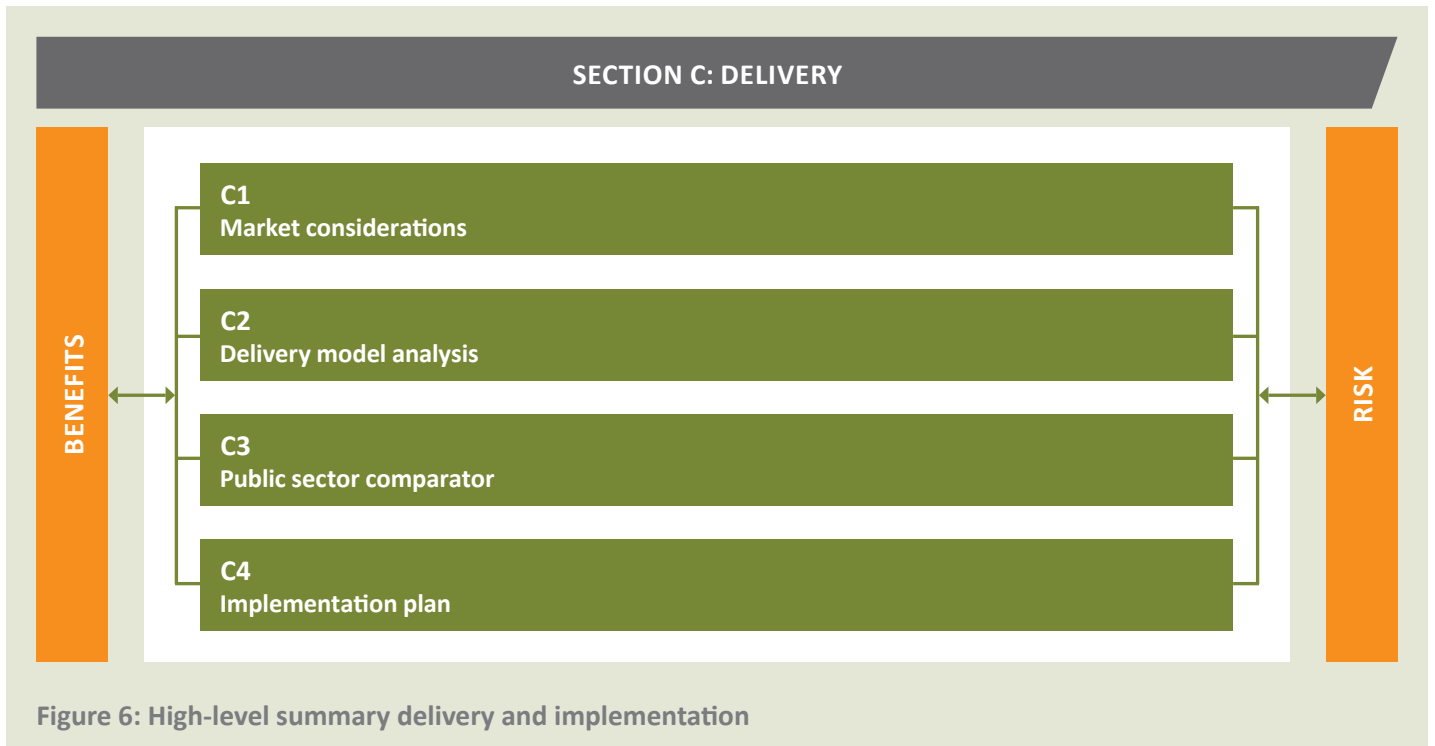 SECTION C: DELIVERY
BENEFITS
C1
Market considerations
C2
Delivery model analysis
C3
Public sector comparator
C4
Implementation plan
RISK
Figure 6: High-level summary delivery and implementation